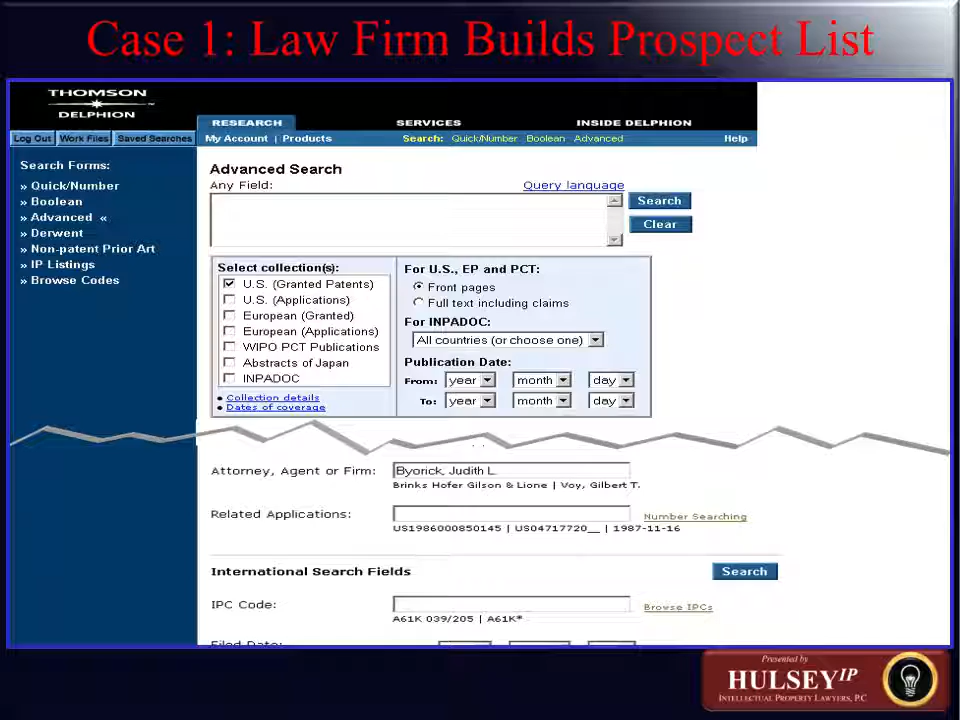 Case 1: Law Firm Builds Prospect List
THOMSON
DELPHION
RESEARCH SERVICES INSIDE DELPHION
Log Out Work Files Saved Searches My Account | Products Search: Quick/Number Boolean Advanced Help
Search Forms:
» Quick/Number
» Boolean
» Advanced «
» Derwent
» Non-patent Prior Art
» IP Listings
» Browse Codes
Advanced Search
Any Field: Query language
Search
Clear
Select collection(s):
U.S. (Granted Patents)
U.S. (Applications)
European (Granted)
European (Applications)
WIPO PCT Publications
Abstracts of Japan
INPADOC
• Collection details
• Dates of coverage
For U.S., EP and PCT:
Front pages
Full text including claims
For INPADOC:
All countries (or choose one)
Publication Date:
From: year month day
To: year month day
Attorney, Agent or Firm: Byorick, Judith L.
Brinks Hofer Gilson & Lione | Voy, Gilbert T.
Related Applications: Number Searching
US1986000850145 | US04717720__ | 1987-11-16
International Search Fields Search
IPC Code: Browse IPCs
A61K 039/205 | A61K*
Filed Date:
Presented by
HULSEY IP
INTELLECTUAL PROPERTY LAWYERS, P.C